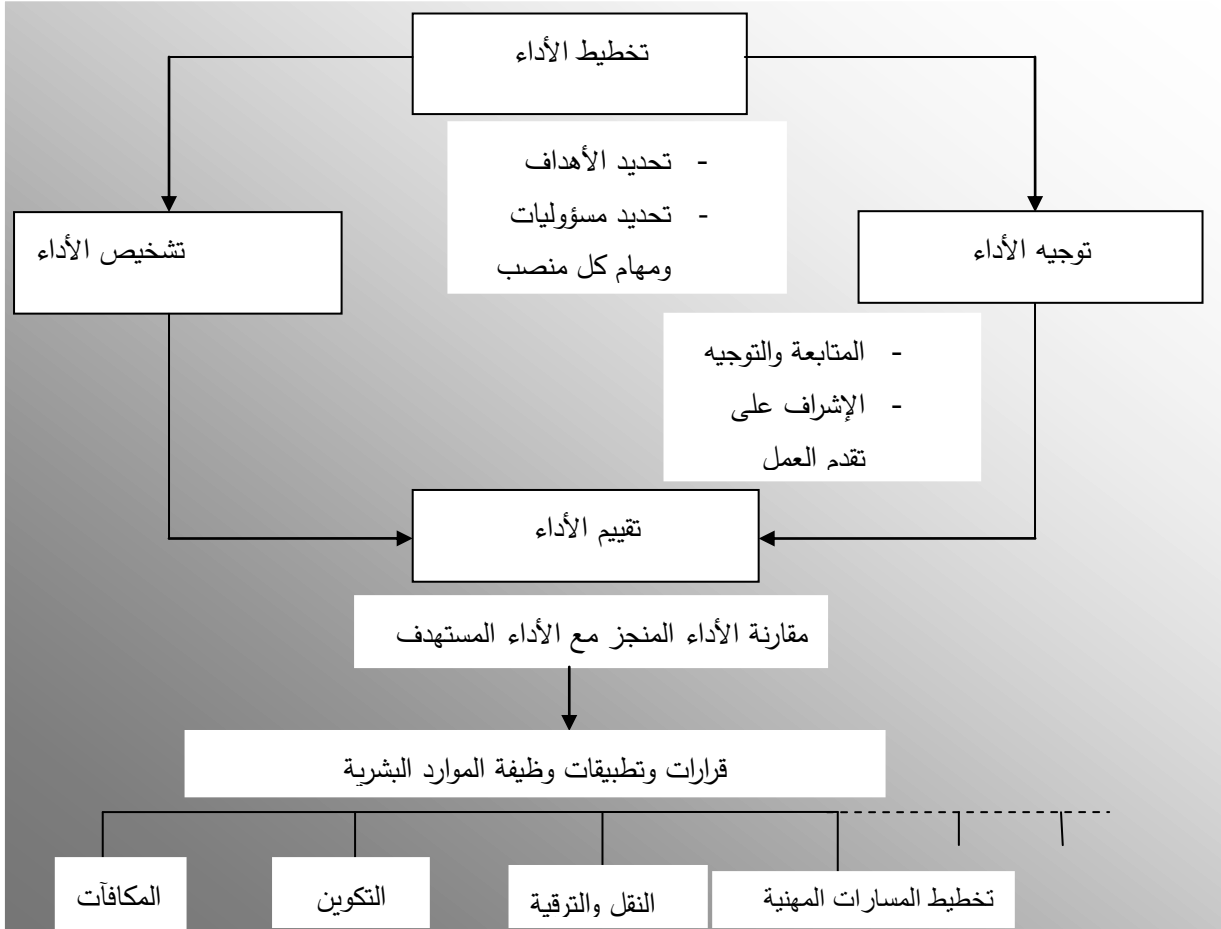 تخطيط الأداء
- تحديد الأهداف
- تحديد مسؤوليات
ومهام كل منصب
توجيه الأداء
تشخيص الأداء
- المتابعة والتوجيه
- الإشراف على
تقدم العمل
تقييم الأداء
مقارنة الأداء المنجز مع الأداء المستهدف
قرارات وتطبيقات وظيفة الموارد البشرية
تخطيط المسارات المهنية
النقل والترقية
التكوين
المكافآت